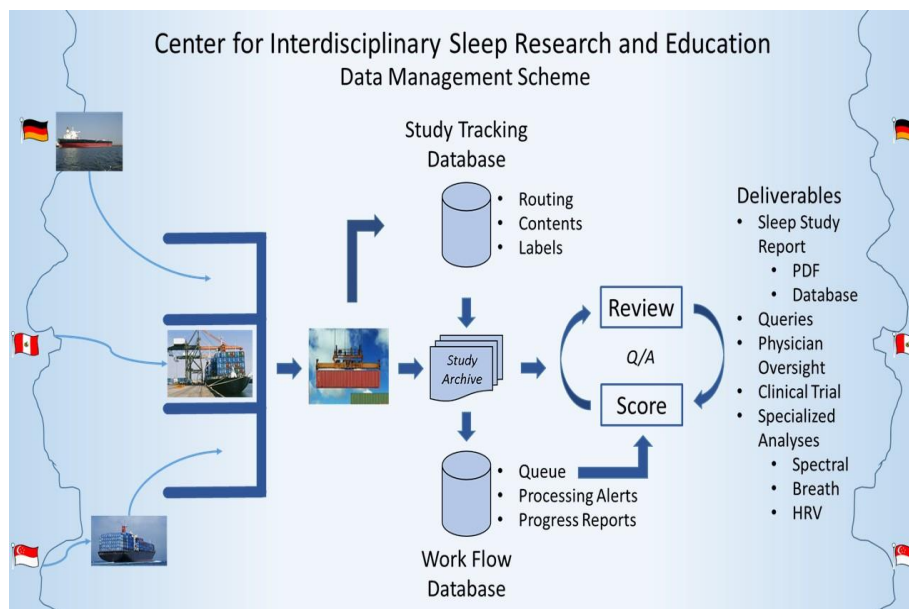 Center for Interdisciplinary Sleep Research and Education
Data Management Scheme
Study Tracking
Database
• Routing
• Contents
• Labels
Study
Archive
Review
Q/A
Score
• Queue
• Processing Alerts
• Progress Reports
Work Flow
Database
Deliverables
• Sleep Study
Report
• PDF
• Database
• Queries
• Physician
Oversight
• Clinical Trial
• Specialized
Analyses
• Spectral
• Breath
• HRV